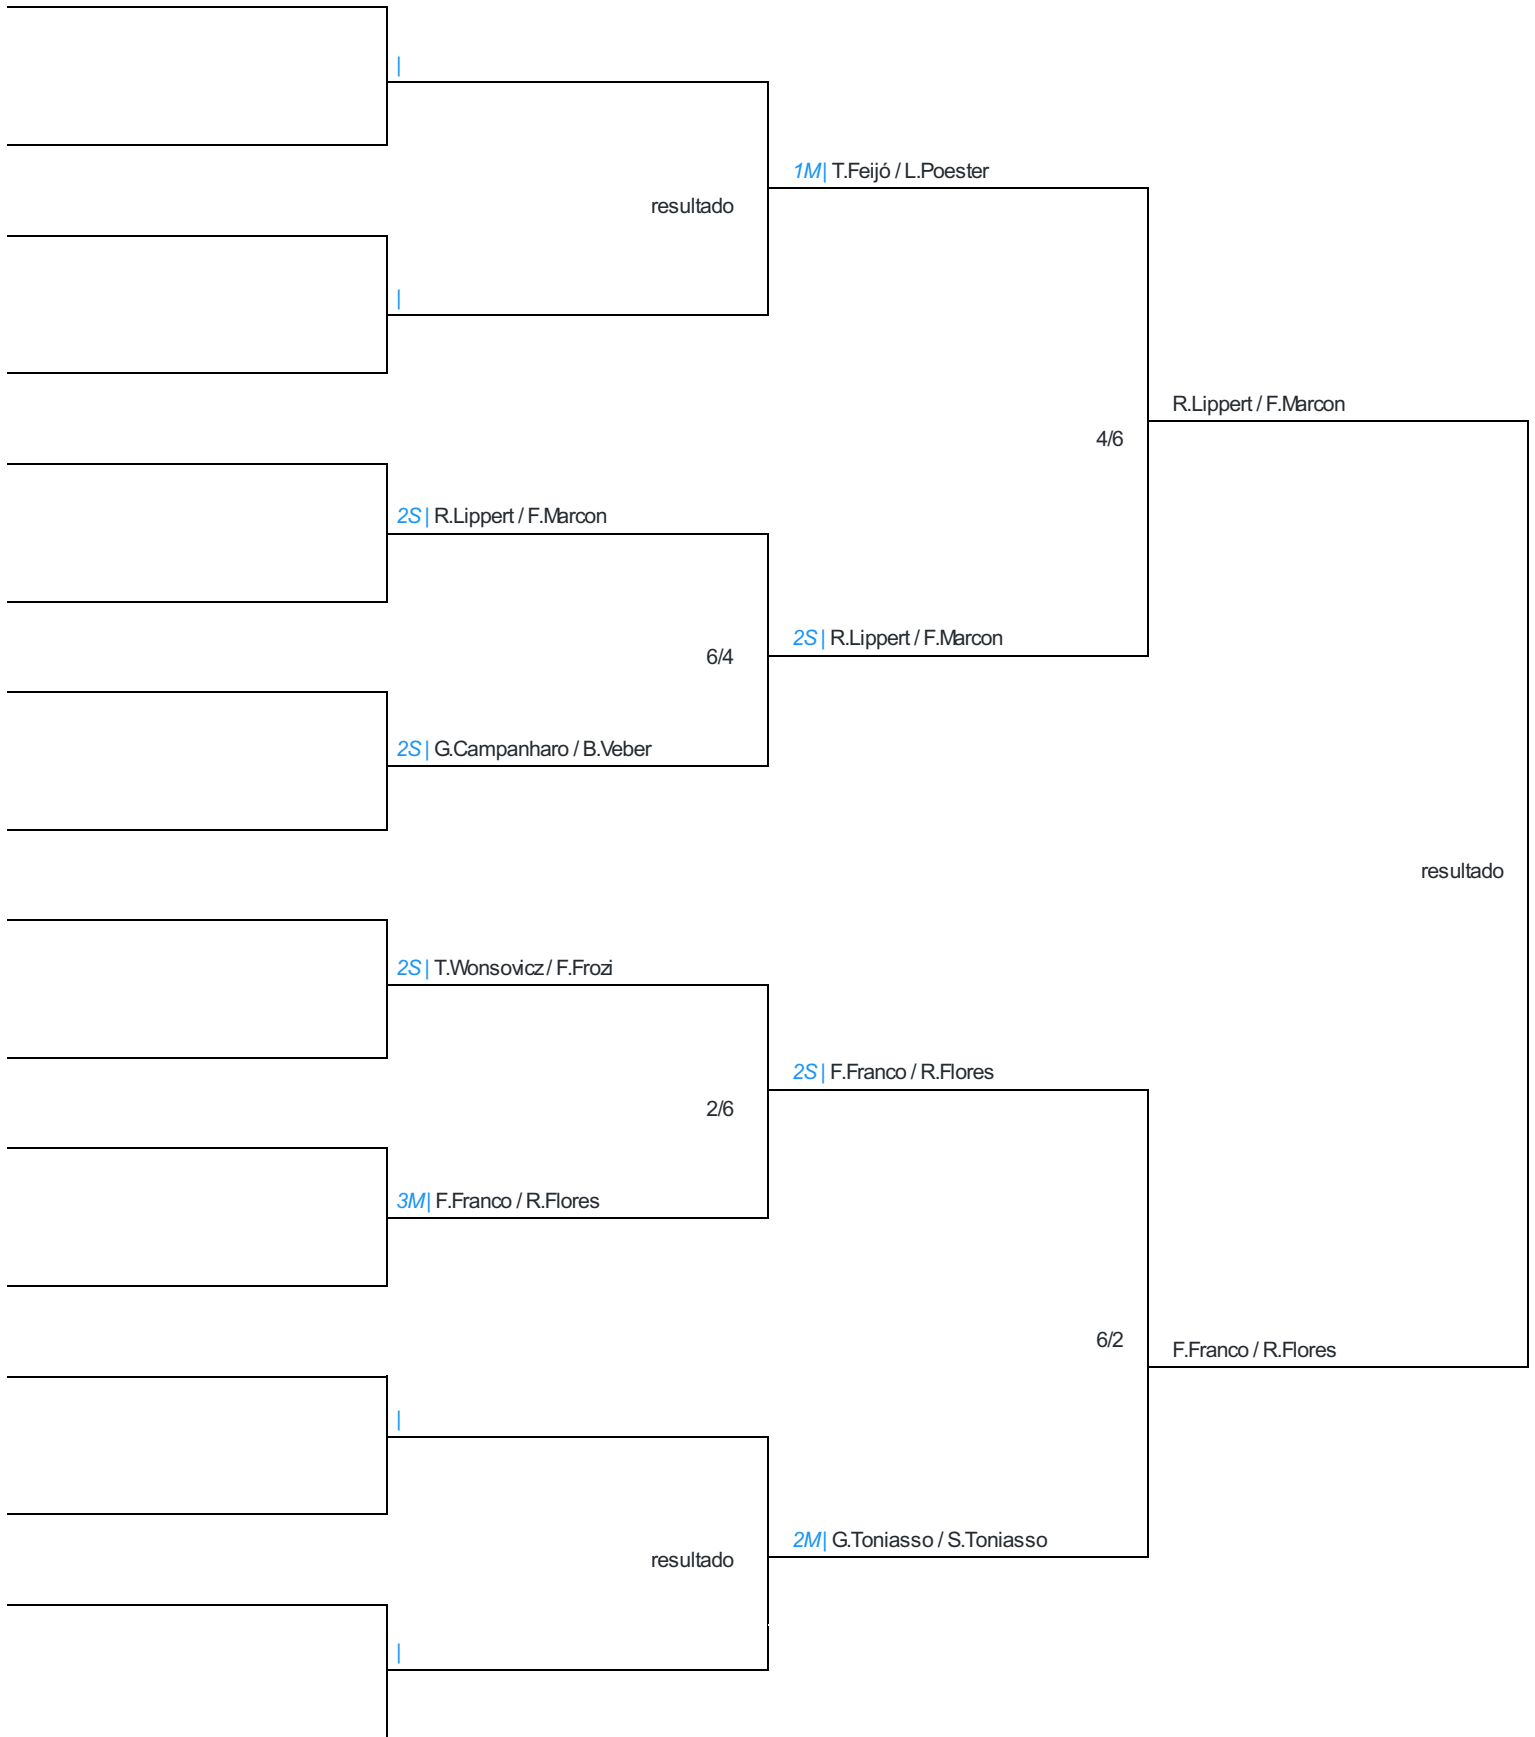 |
1M| T.Feijó / L.Poester
resultado
|
R.Lippert / F.Marcon
4/6
2S| R.Lippert / F.Marcon
2S| R.Lippert / F.Marcon
6/4
2S| G.Campanharo / B.Veber
resultado
2S| T.Wonsovicz / F.Frozi
2S| F.Franco / R.Flores
2/6
3M| F.Franco / R.Flores
6/2
F.Franco / R.Flores
|
2M| G.Toniasso / S.Toniasso
resultado
|